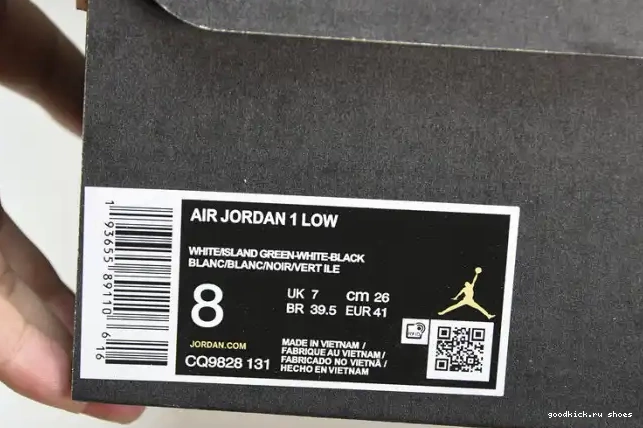 AIR JORDAN 1 LOW
WHITE/ISLAND GREEN-WHITE-BLACK
BLANC/BLANC/NOIR/VERT ILE
8
UK 7 cm 26
BR 39.5 EUR 41
JORDAN.COM
CQ9828 131
MADE IN VIETNAM /
FABRIQUE AU VIETNAM /
FABRICADO NO VIETNÃ /
HECHO EN VIETNAM
1 93655 89110 6 16
goodkick.ru shoes